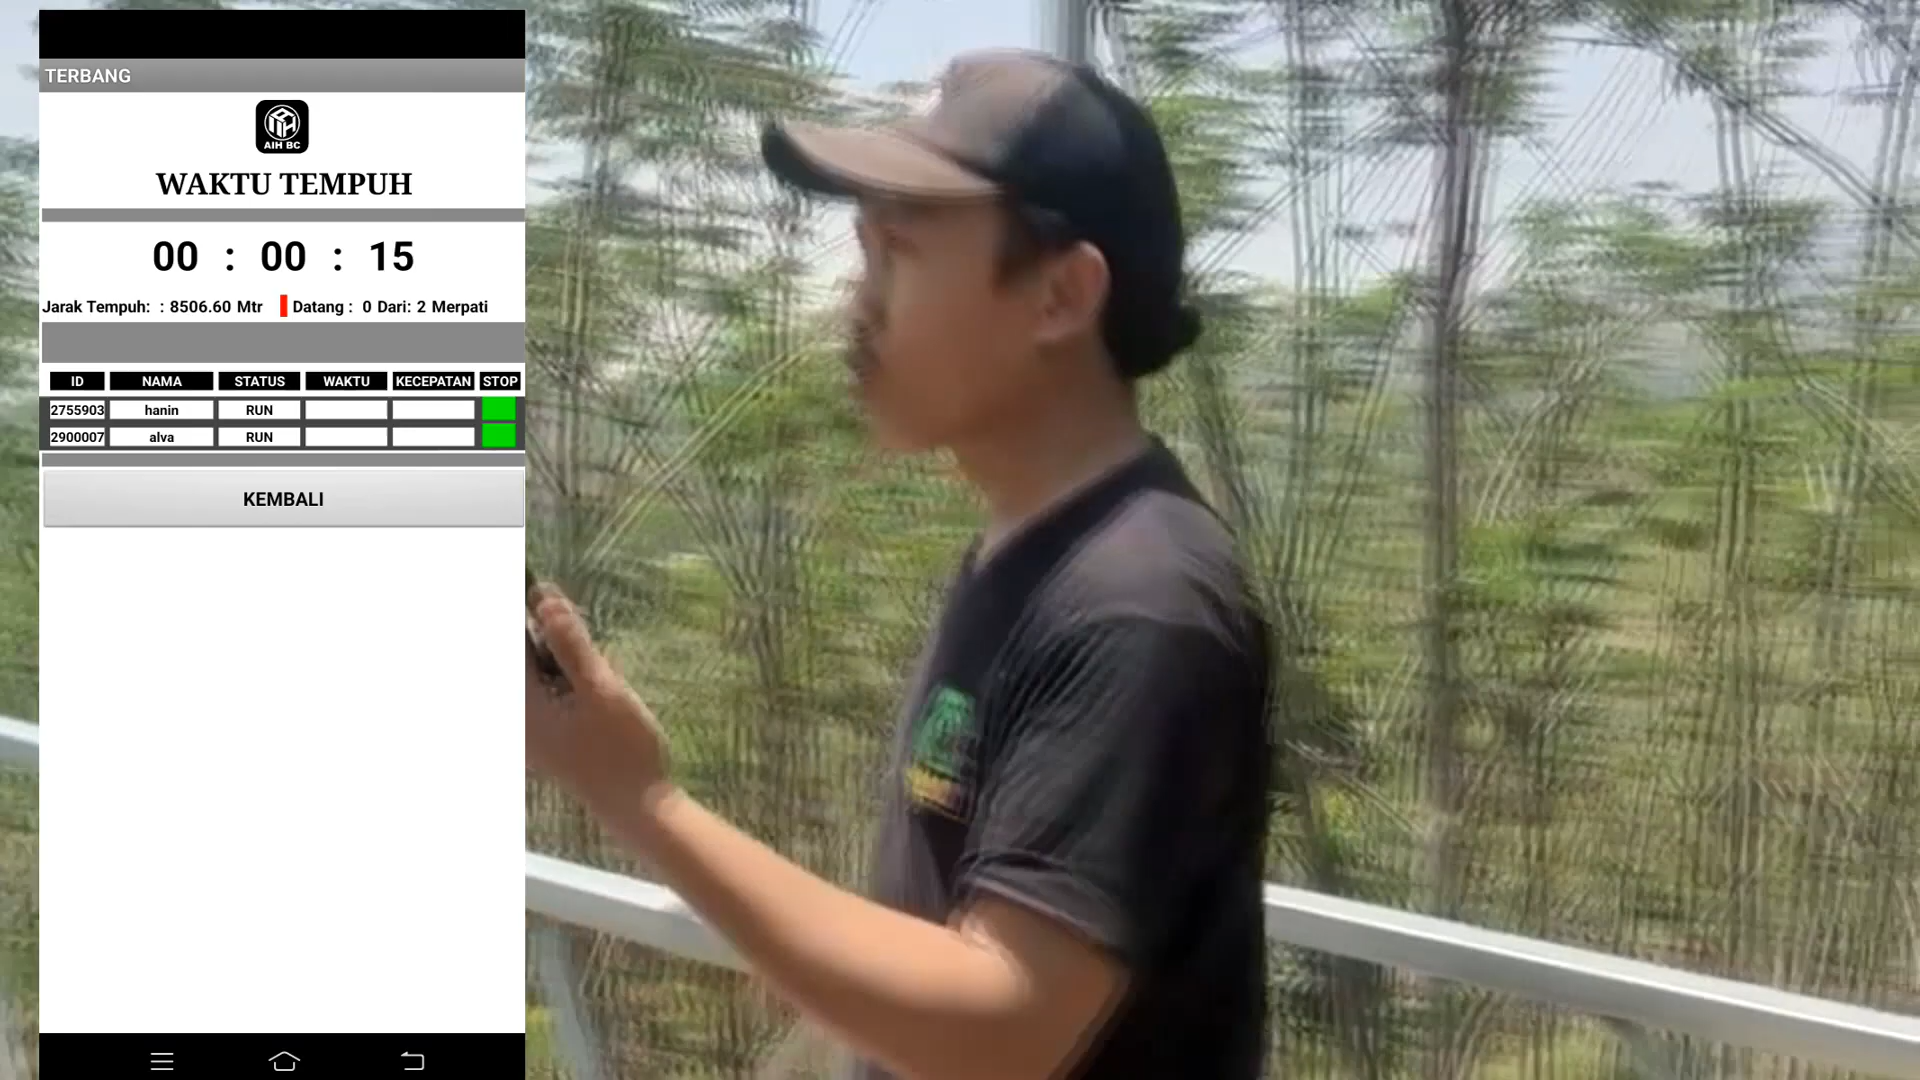 TERBANG
AIH BC
WAKTU TEMPUH
00 : 00 : 15
Jarak Tempuh: : 8506.60 Mtr Datang : 0 Dari: 2 Merpati
ID NAMA STATUS WAKTU KECEPATAN STOP
2755903 hanin RUN
2900007 alva RUN
KEMBALI